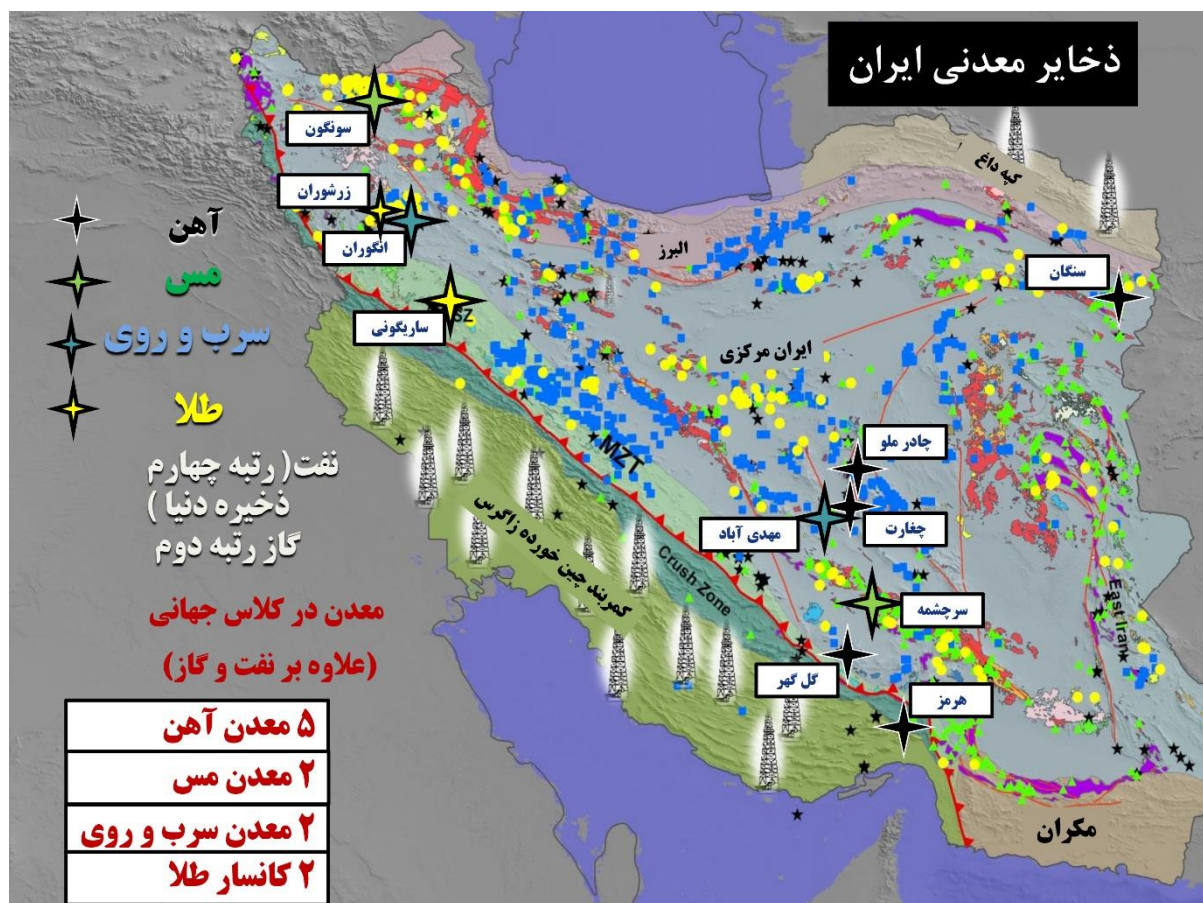 ذخایر معدنی ایران
سونگون
کپه داغ
زرشوران
آهن
انگوران
البرز
سنگان
مس
SZ
ساریگونی
سرب و روی
ایران مرکزی
طلا
چادر ملو
MZT
نفت( رتبه چهارم
ذخیره دنیا )
گاز رتبه دوم
چغارت
مهدی آباد
کمربند چین خورده زاگرس
Crush Zone
East Iran
سرچشمه
معدن در کلاس جهانی
(علاوه بر نفت و گاز)
گل گهر
هرمز
۵ معدن آهن
۲ معدن مس
۲ معدن سرب و روی
۲ کانسار طلا
مکران